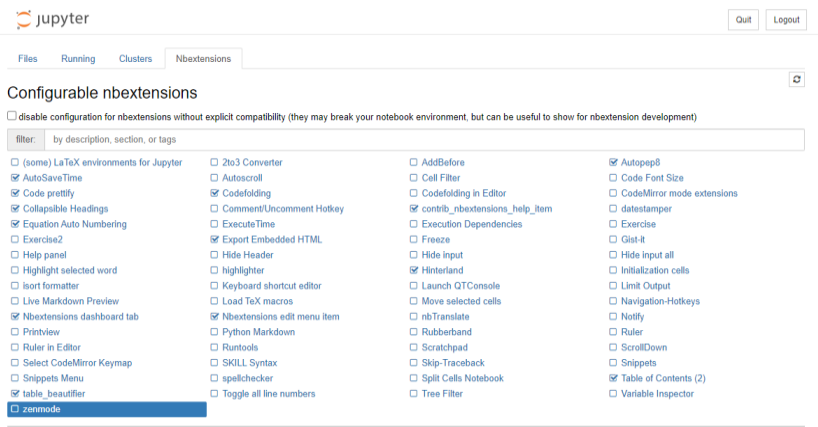 jupyter Quit Logout
Files Running Clusters Nbextensions
Configurable nbextensions
disable configuration for nbextensions without explicit compatibility (they may break your notebook environment, but can be useful to show for nbextension development)
filter: by description, section, or tags
(some) LaTeX environments for Jupyter 2to3 Converter AddBefore Autopep8
AutoSaveTime Autoscroll Cell Filter Code Font Size
Code prettify Codefolding Codefolding in Editor CodeMirror mode extensions
Collapsible Headings Comment/Uncomment Hotkey contrib_nbextensions_help_item datestamper
Equation Auto Numbering ExecuteTime Execution Dependencies Exercise
Exercise2 Export Embedded HTML Freeze Gist-it
Help panel Hide Header Hide input Hide input all
Highlight selected word highlighter Hinterland Initialization cells
isort formatter Keyboard shortcut editor Launch QTConsole Limit Output
Live Markdown Preview Load TeX macros Move selected cells Navigation-Hotkeys
Nbextensions dashboard tab Nbextensions edit menu item nbTranslate Notify
Printview Python Markdown Rubberband Ruler
Ruler in Editor Runtools Scratchpad ScrollDown
Select CodeMirror Keymap SKILL Syntax Skip-Traceback Snippets
Snippets Menu spellchecker Split Cells Notebook Table of Contents (2)
table_beautifier Toggle all line numbers Tree Filter Variable Inspector
zenmode